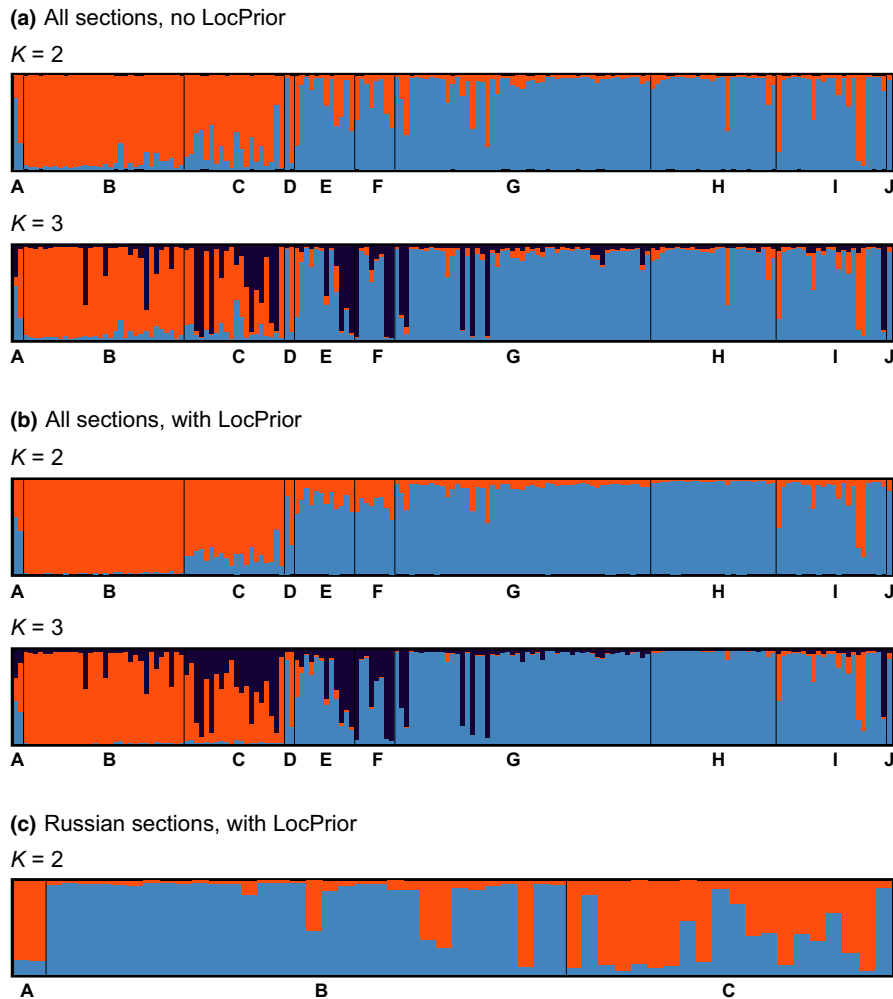 (a) All sections, no LocPrior
K = 2
A B C D E F G H I J
K = 3
A B C D E F G H I J
(b) All sections, with LocPrior
K = 2
A B C D E F G H I J
K = 3
A B C D E F G H I J
(c) Russian sections, with LocPrior
K = 2
A B C